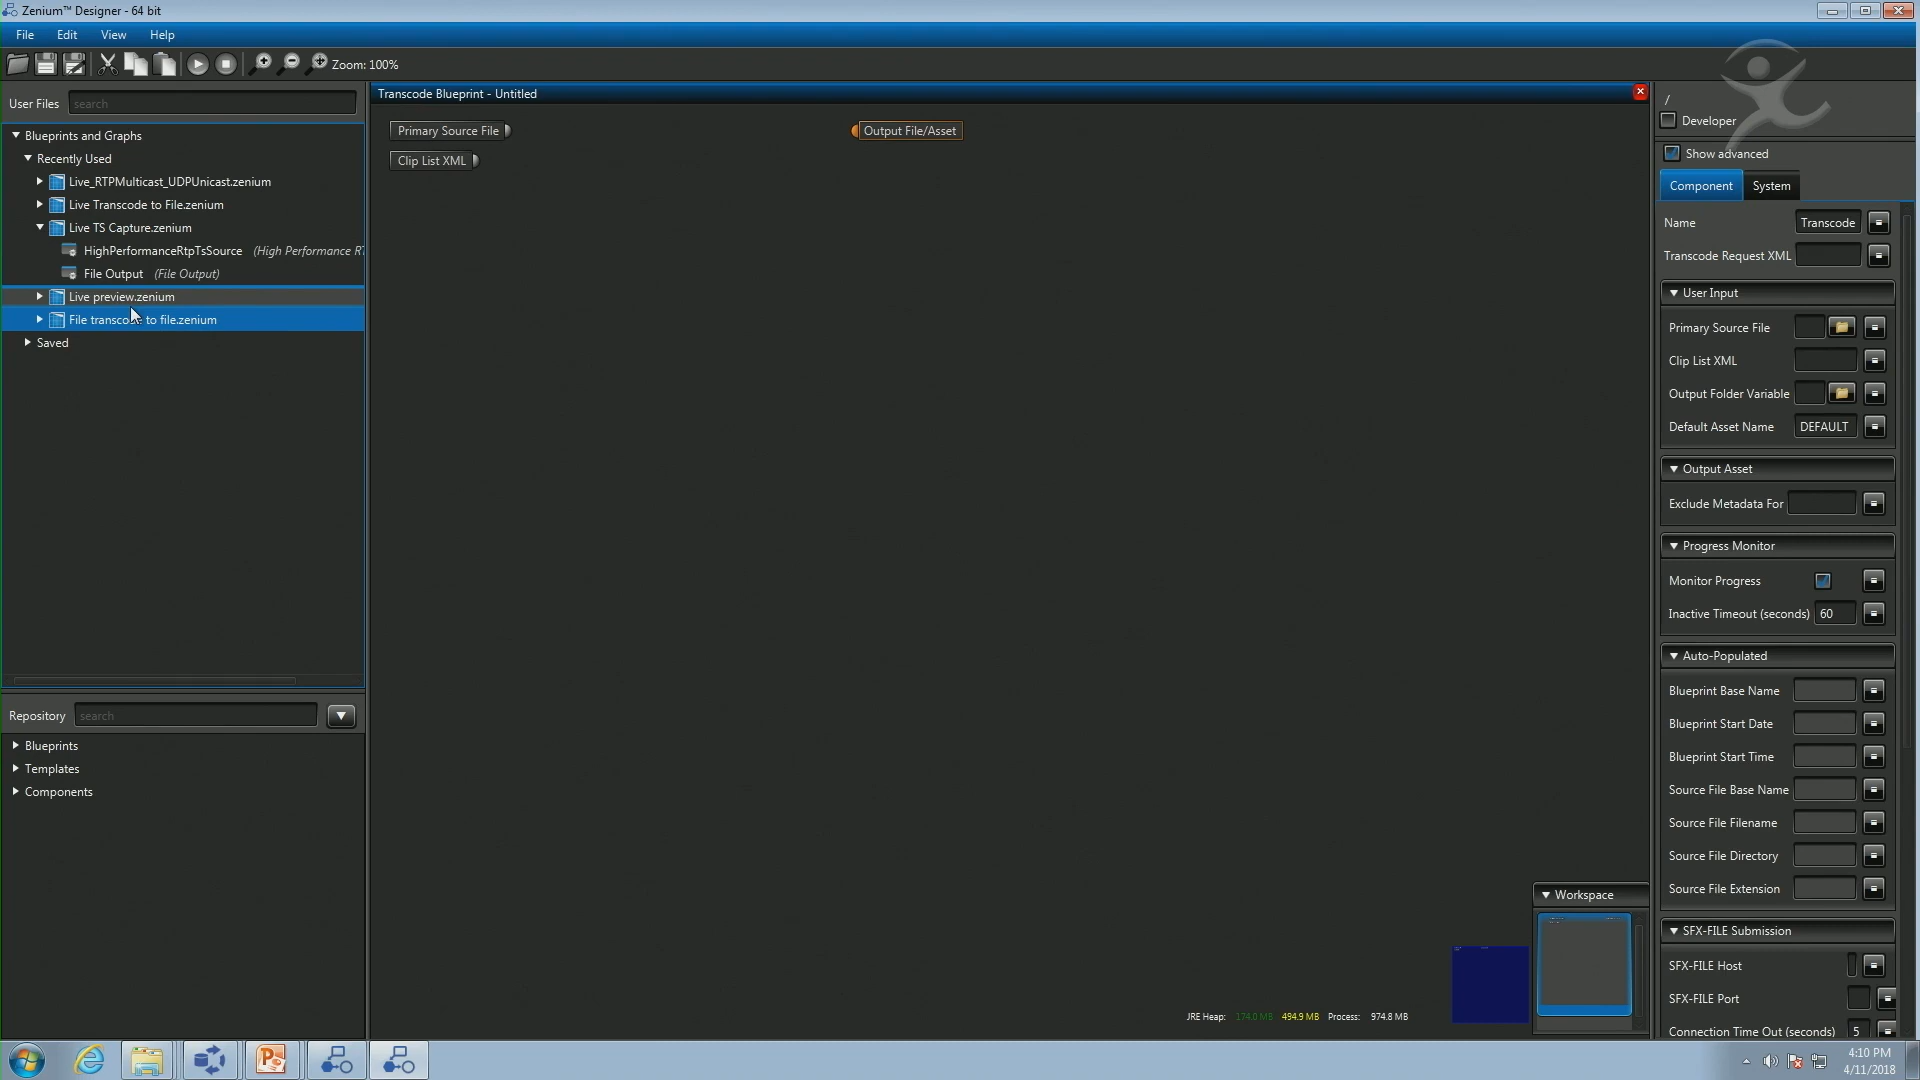 Zenium™ Designer - 64 bit
File Edit View Help
Zoom: 100%
User Files search
Blueprints and Graphs
Recently Used
Live_RTPMulticast_UDPUnicast.zenium
Live Transcode to File.zenium
Live TS Capture.zenium
HighPerformanceRtpTsSource (High Performance RT
File Output (File Output)
Live preview.zenium
File transcode to file.zenium
Saved
Repository search
Blueprints
Templates
Components
Transcode Blueprint - Untitled
Primary Source File
Output File/Asset
Clip List XML
Workspace
JRE Heap: 174.0 MB 494.9 MB Process: 974.8 MB
/
Developer
Show advanced
Component System
Name Transcode
Transcode Request XML
User Input
Primary Source File
Clip List XML
Output Folder Variable
Default Asset Name DEFAULT
Output Asset
Exclude Metadata For
Progress Monitor
Monitor Progress
Inactive Timeout (seconds) 60
Auto-Populated
Blueprint Base Name
Blueprint Start Date
Blueprint Start Time
Source File Base Name
Source File Filename
Source File Directory
Source File Extension
SFX-FILE Submission
SFX-FILE Host
SFX-FILE Port
Connection Time Out (seconds) 5
4:10 PM
4/11/2018